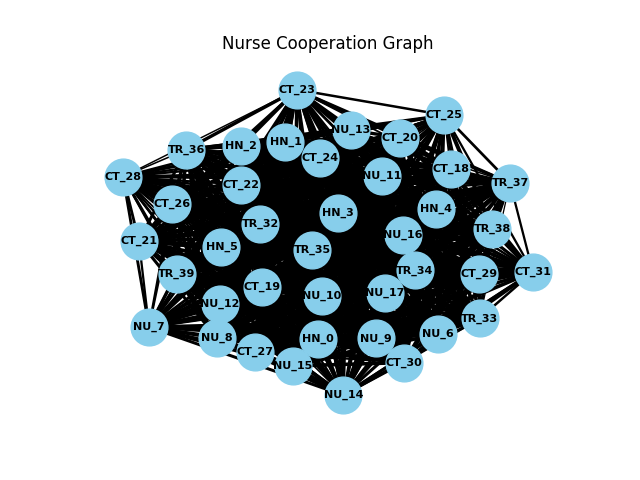 Nurse Cooperation Graph
CT_23
CT_25
NU_13
CT_20
HN_1
HN_2
TR_36
CT_24
CT_18
NU_11
CT_28
TR_37
CT_22
CT_26
HN_4
HN_3
TR_32
TR_38
NU_16
CT_21
HN_5
TR_35
TR_34
CT_31
TR_39
CT_29
CT_19
NU_17
NU_10
NU_12
TR_33
NU_7
NU_6
NU_8
HN_0
NU_9
CT_27
CT_30
NU_15
NU_14